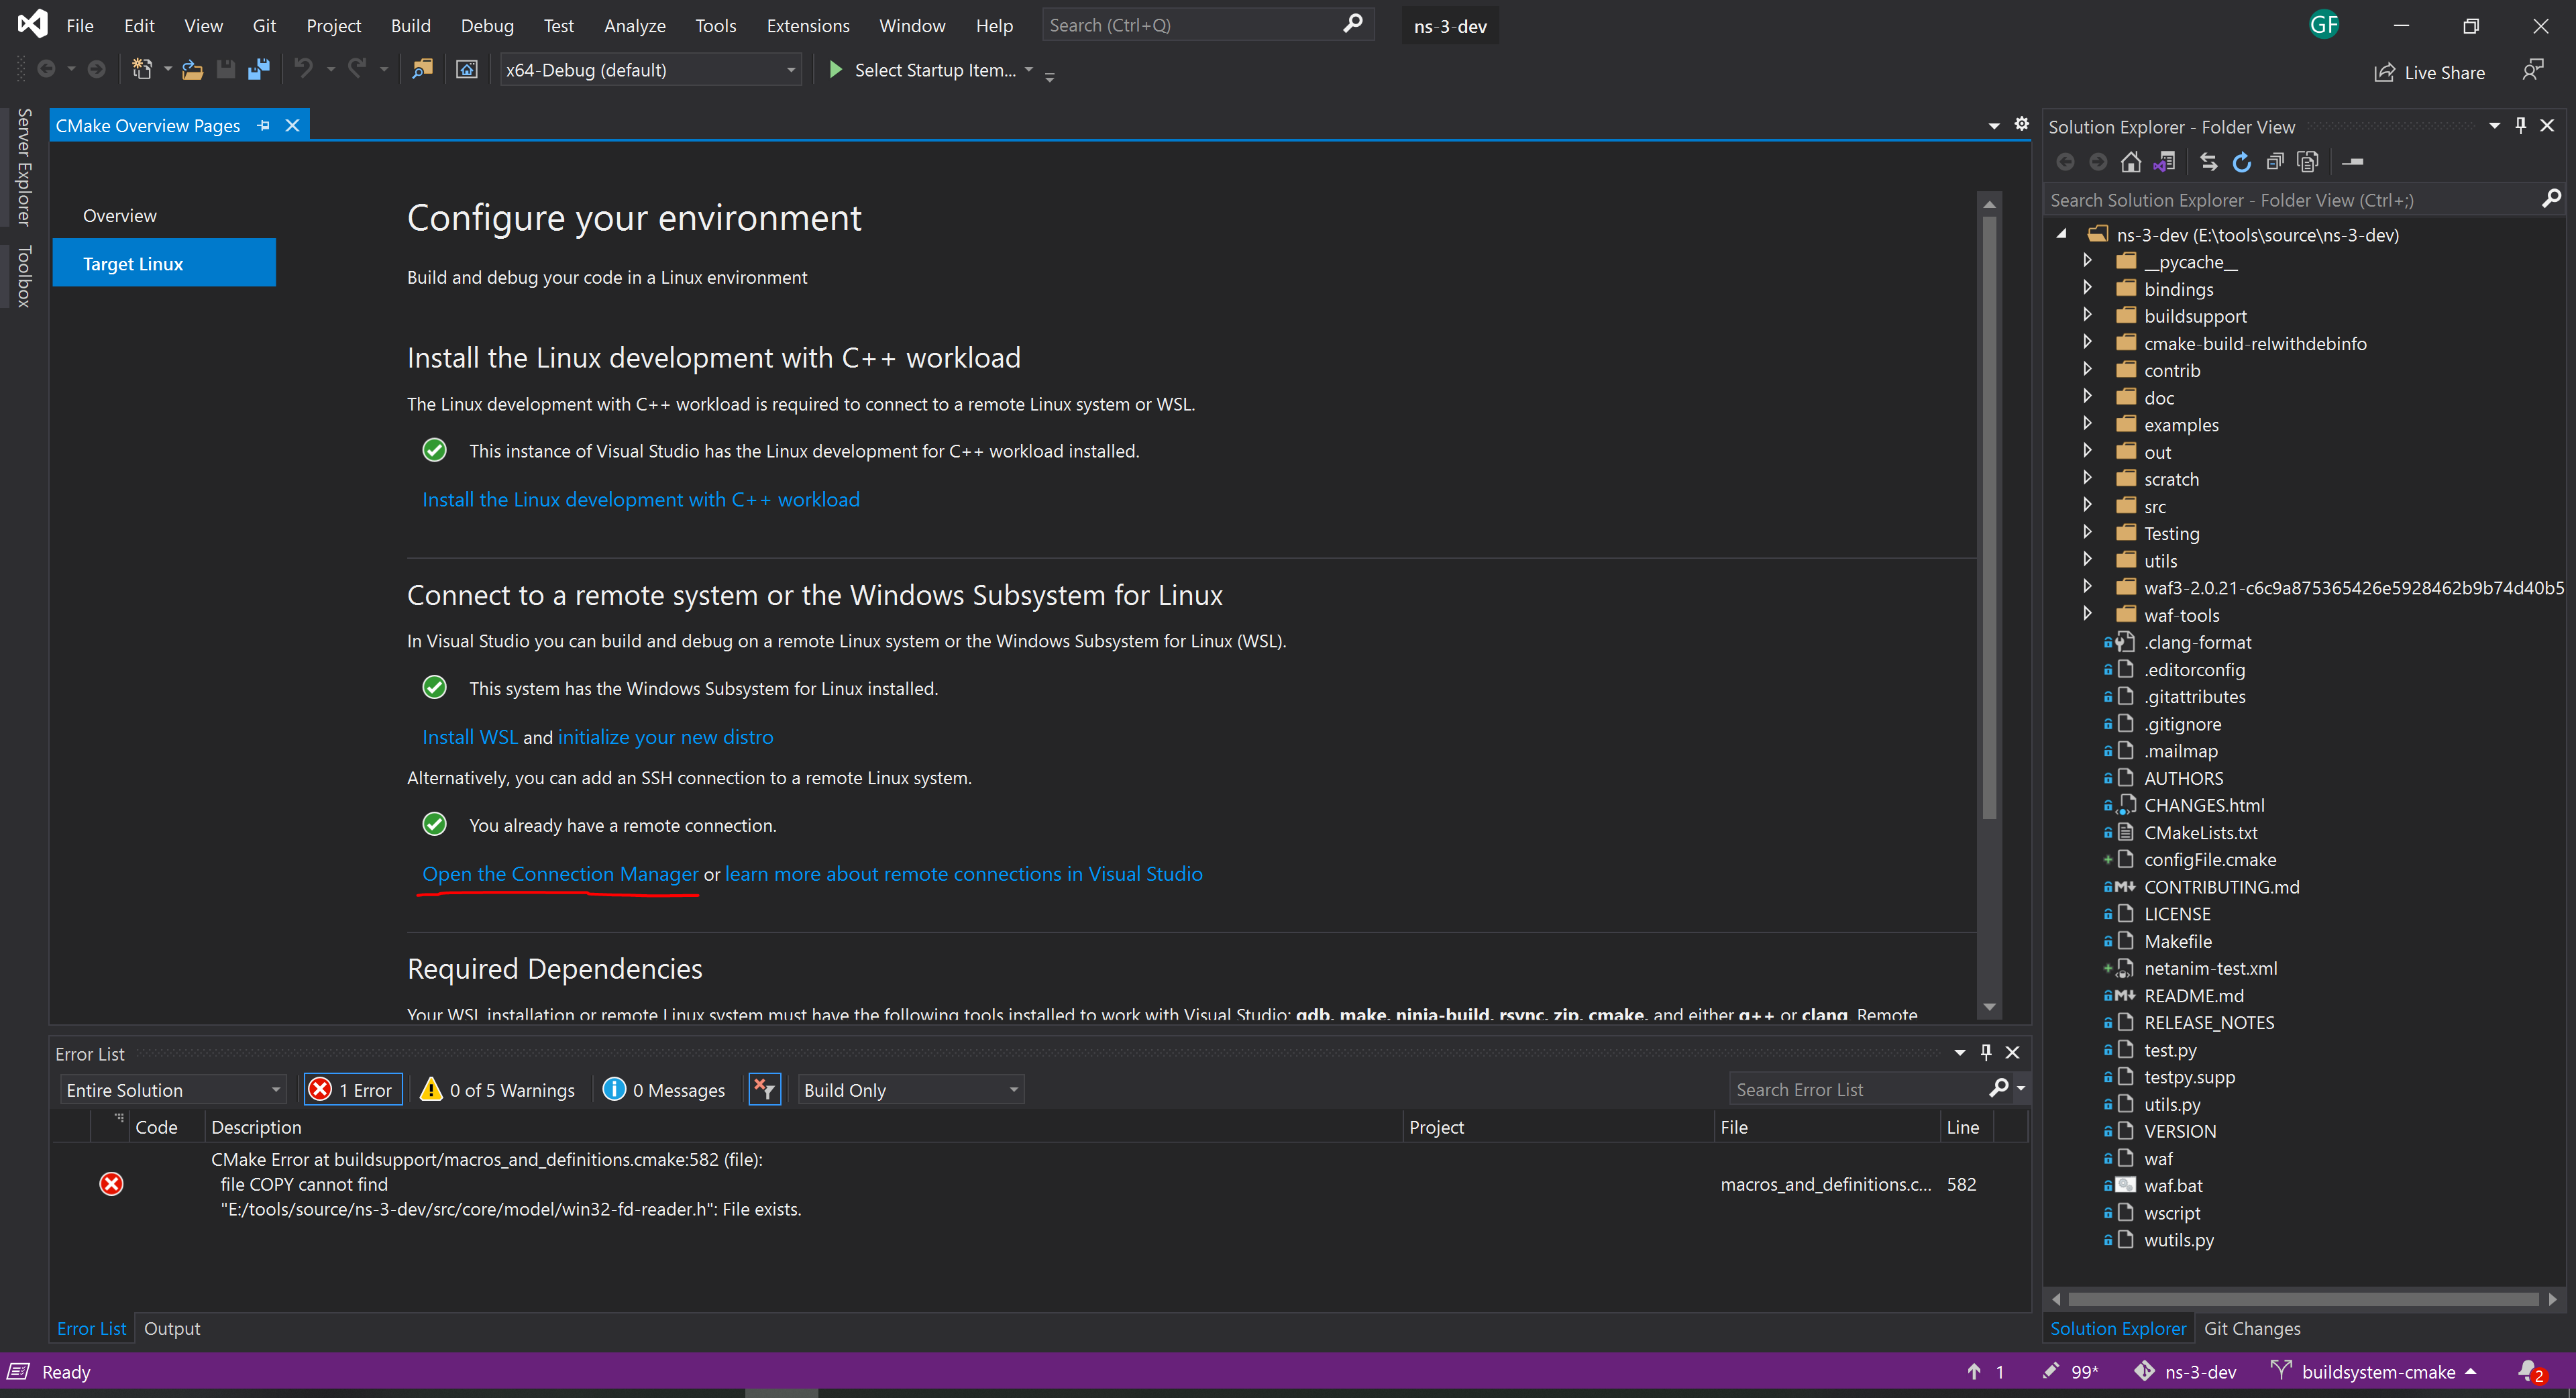 File Edit View Git Project Build Debug Test Analyze Tools Extensions Window Help Search (Ctrl+Q) ns-3-dev GF
x64-Debug (default) Select Startup Item... Live Share
Server Explorer
Toolbox
CMake Overview Pages
Overview
Target Linux
Configure your environment
Build and debug your code in a Linux environment
Install the Linux development with C++ workload
The Linux development with C++ workload is required to connect to a remote Linux system or WSL.
This instance of Visual Studio has the Linux development for C++ workload installed.
Install the Linux development with C++ workload
Connect to a remote system or the Windows Subsystem for Linux
In Visual Studio you can build and debug on a remote Linux system or the Windows Subsystem for Linux (WSL).
This system has the Windows Subsystem for Linux installed.
Install WSL and initialize your new distro
Alternatively, you can add an SSH connection to a remote Linux system.
You already have a remote connection.
Open the Connection Manager or learn more about remote connections in Visual Studio
Required Dependencies
Your WSL installation or remote Linux system must have the following tools installed to work with Visual Studio: gdb, make, ninja-build, rsync, zip, cmake, and either g++ or clang. Remote
Error List
Entire Solution 1 Error 0 of 5 Warnings 0 Messages Build Only Search Error List
Code Description Project File Line
CMake Error at buildsupport/macros_and_definitions.cmake:582 (file):
file COPY cannot find macros_and_definitions.c... 582
"E:/tools/source/ns-3-dev/src/core/model/win32-fd-reader.h": File exists.
Error List Output
Solution Explorer - Folder View
Search Solution Explorer - Folder View (Ctrl+;)
ns-3-dev (E:\tools\source\ns-3-dev)
__pycache__
bindings
buildsupport
cmake-build-relwithdebinfo
contrib
doc
examples
out
scratch
src
Testing
utils
waf3-2.0.21-c6c9a875365426e5928462b9b74d40b5
waf-tools
.clang-format
.editorconfig
.gitattributes
.gitignore
.mailmap
AUTHORS
CHANGES.html
CMakeLists.txt
configFile.cmake
CONTRIBUTING.md
LICENSE
Makefile
netanim-test.xml
README.md
RELEASE_NOTES
test.py
testpy.supp
utils.py
VERSION
waf
waf.bat
wscript
wutils.py
Solution Explorer Git Changes
Ready 1 99* ns-3-dev buildsystem-cmake 2